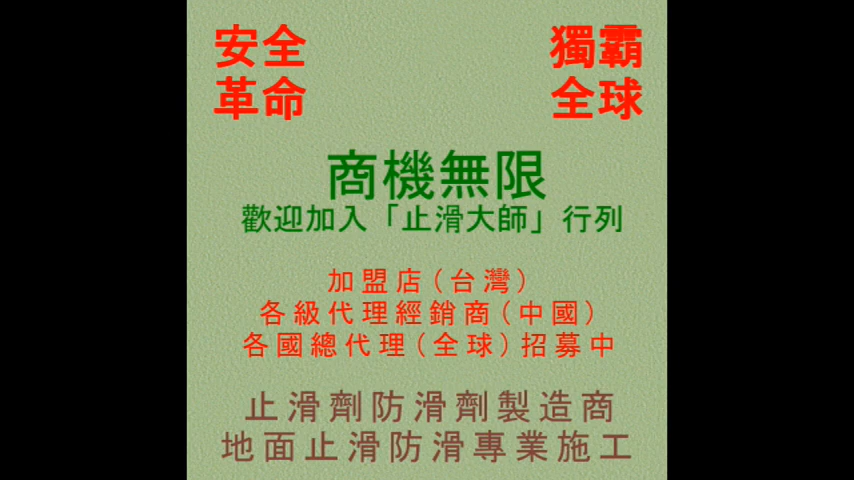 安全
革命
獨霸
全球
商機無限
歡迎加入「止滑大師」行列
加盟店(台灣)
各級代理經銷商(中國)
各國總代理(全球)招募中
止滑劑防滑劑製造商
地面止滑防滑專業施工